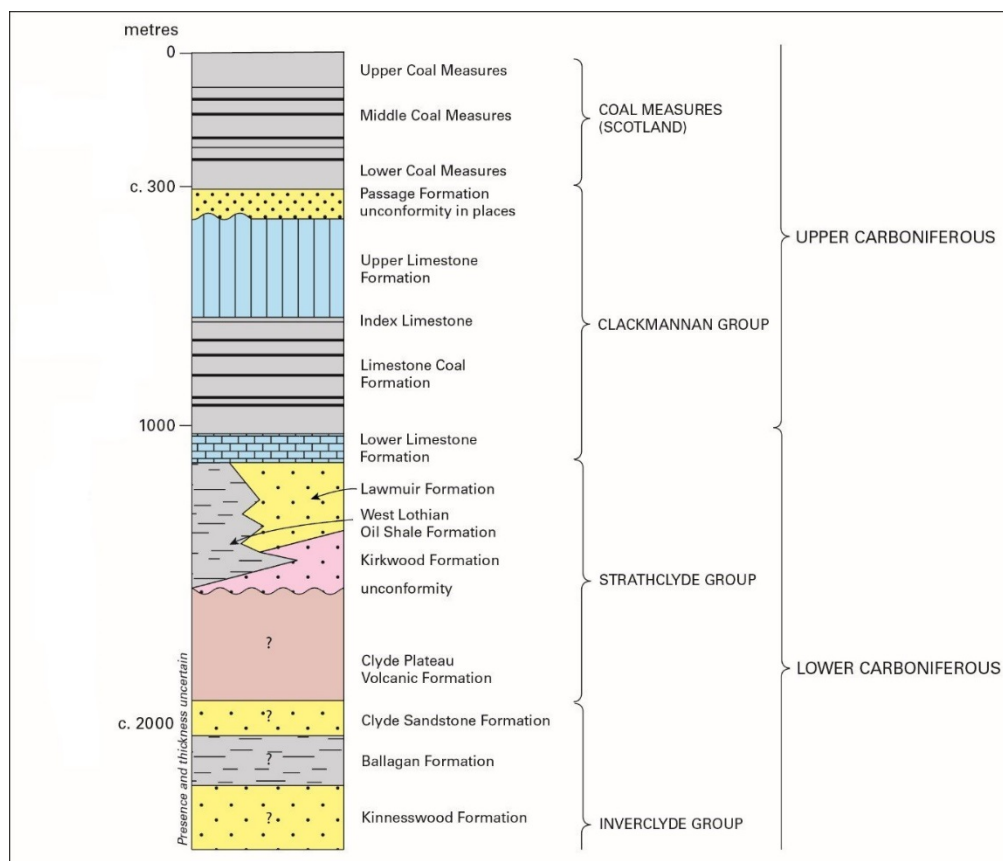 metres
0
Upper Coal Measures
Middle Coal Measures
COAL MEASURES
(SCOTLAND)
Lower Coal Measures
c. 300
Passage Formation
unconformity in places
UPPER CARBONIFEROUS
Upper Limestone
Formation
Index Limestone
CLACKMANNAN GROUP
Limestone Coal
Formation
1000
Lower Limestone
Formation
Lawmuir Formation
West Lothian
Oil Shale Formation
Kirkwood Formation
unconformity
STRATHCLYDE GROUP
?
Clyde Plateau
Volcanic Formation
LOWER CARBONIFEROUS
c. 2000
?
Clyde Sandstone Formation
?
Ballagan Formation
?
Kinnesswood Formation
INVERCLYDE GROUP
Presence and thickness uncertain